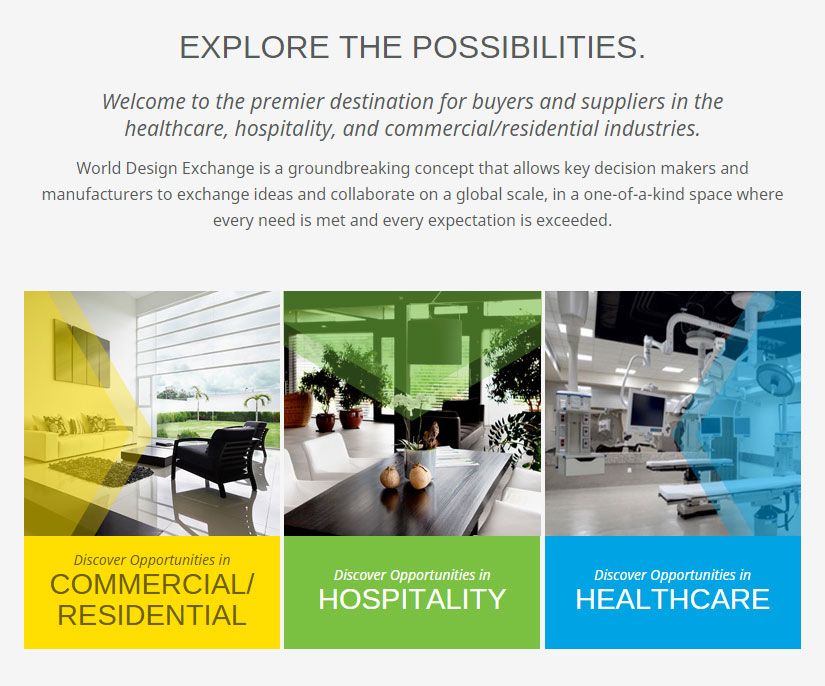 EXPLORE THE POSSIBILITIES.
Welcome to the premier destination for buyers and suppliers in the
healthcare, hospitality, and commercial/residential industries.
World Design Exchange is a groundbreaking concept that allows key decision makers and
manufacturers to exchange ideas and collaborate on a global scale, in a one-of-a-kind space where
every need is met and every expectation is exceeded.
Discover Opportunities in
COMMERCIAL/
RESIDENTIAL
Discover Opportunities in
HOSPITALITY
Discover Opportunities in
HEALTHCARE